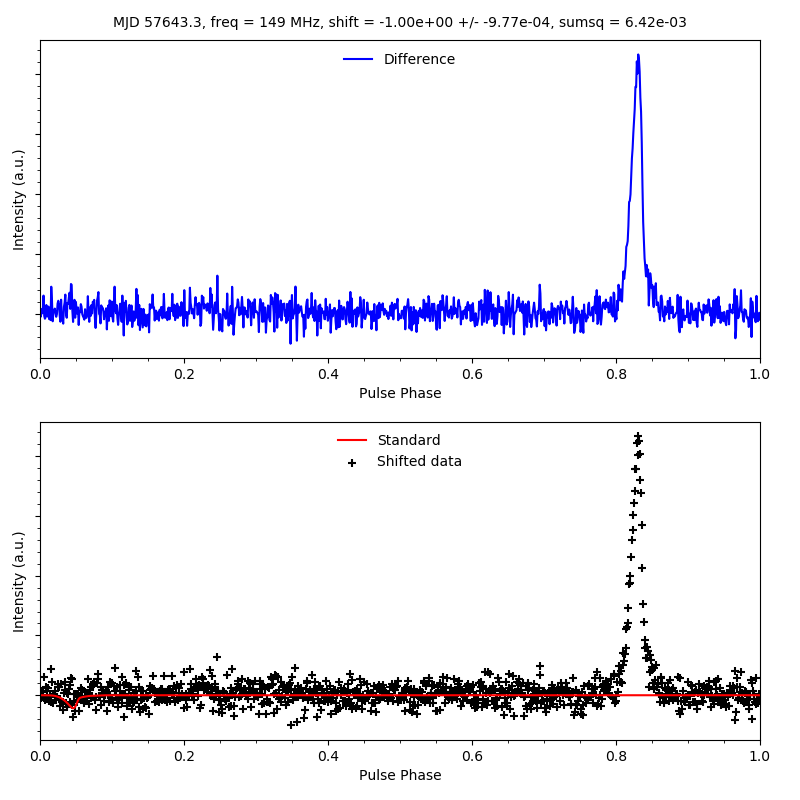 MJD 57643.3, freq = 149 MHz, shift = -1.00e+00 +/- -9.77e-04, sumsq = 6.42e-03
Difference
Intensity (a.u.)
0.0 0.2 0.4 0.6 0.8 1.0
Pulse Phase
Standard
Shifted data
Intensity (a.u.)
0.0 0.2 0.4 0.6 0.8 1.0
Pulse Phase